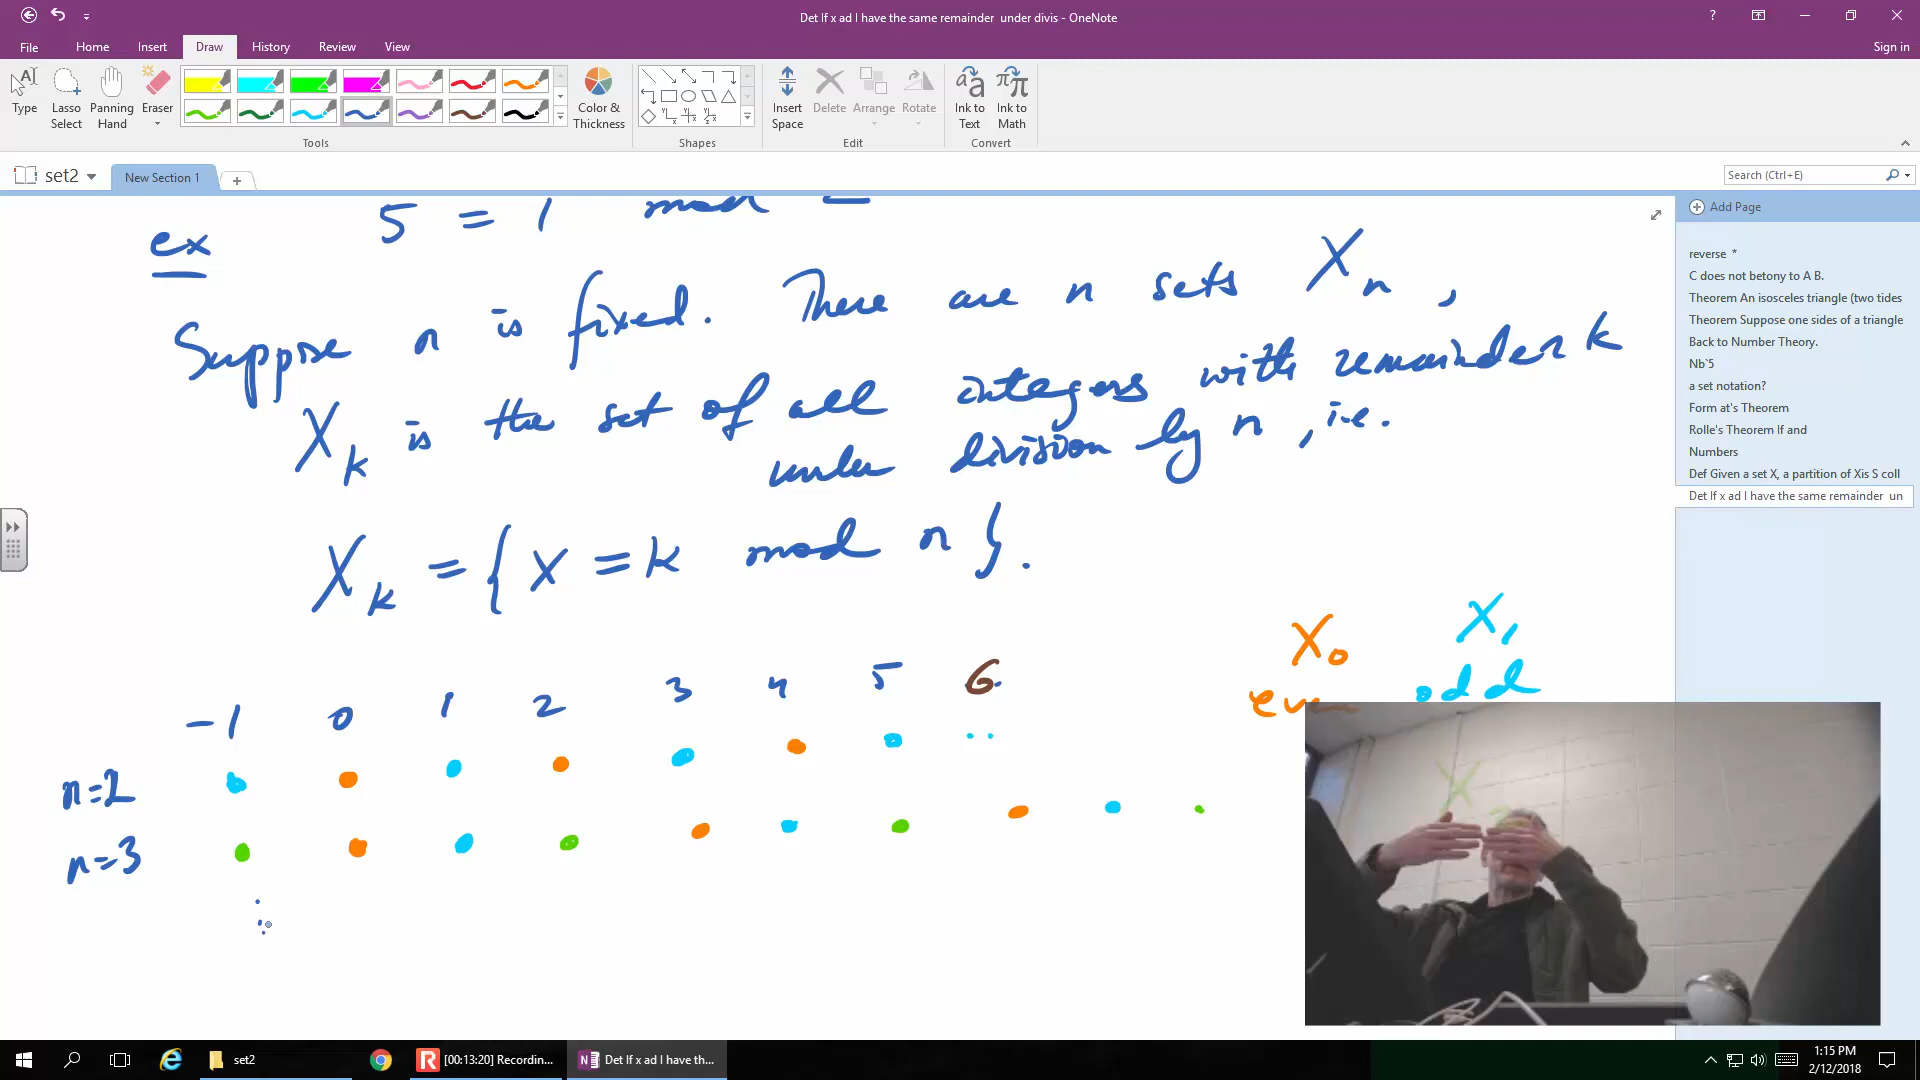 Det If x ad I have the same remainder under divis - OneNote
File Home Insert Draw History Review View
Sign in
Type
Lasso Select
Panning Hand
Eraser
Color & Thickness
Insert Space
Delete
Arrange
Rotate
Ink to Text
Ink to Math
Tools Shapes Edit Convert
set2
New Section 1
Search (Ctrl+E)
Add Page
reverse *
C does not betony to A B.
Theorem An isosceles triangle (two tides
Theorem Suppose one sides of a triangle
Back to Number Theory.
Nb`5
a set notation?
Form at's Theorem
Rolle's Theorem If and
Numbers
Def Given a set X, a partition of Xis S coll
Det If x ad I have the same remainder un
ex 5 = 1 mod
Suppose n is fixed. There are n sets Xn ,
Xk is the set of all integers with remainder k
under division by n , i.e.
Xk = { x = k mod n } .
X0 X1
odd
-1 0 1 2 3 4 5 6
n=2
n=3
X
set2
[00:13:20] Recordin...
Det If x ad I have th...
1:15 PM
2/12/2018